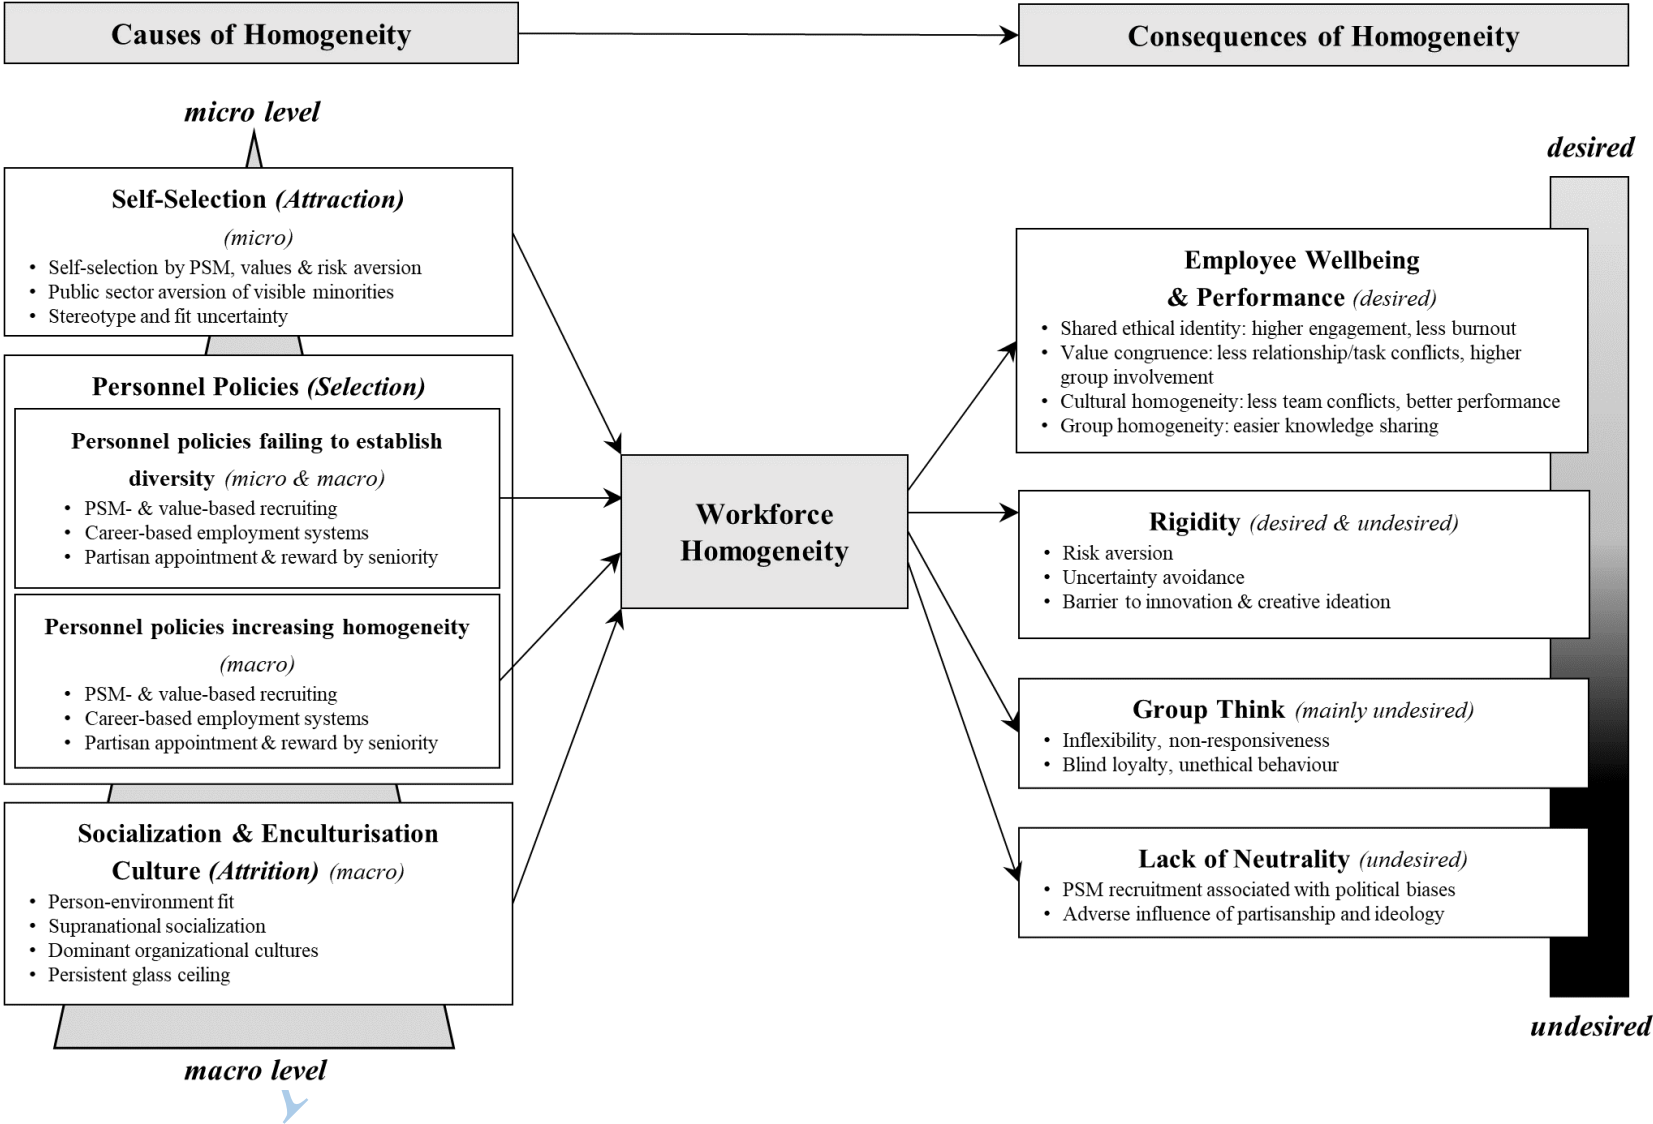 Causes of Homogeneity
Consequences of Homogeneity
micro level
Self-Selection (Attraction)
(micro)
• Self-selection by PSM, values & risk aversion
• Public sector aversion of visible minorities
• Stereotype and fit uncertainty
Personnel Policies (Selection)
Personnel policies failing to establish
diversity (micro & macro)
• PSM- & value-based recruiting
• Career-based employment systems
• Partisan appointment & reward by seniority
Personnel policies increasing homogeneity
(macro)
• PSM- & value-based recruiting
• Career-based employment systems
• Partisan appointment & reward by seniority
Socialization & Enculturisation
Culture (Attrition) (macro)
• Person-environment fit
• Supranational socialization
• Dominant organizational cultures
• Persistent glass ceiling
macro level
Workforce
Homogeneity
desired
Employee Wellbeing
& Performance (desired)
• Shared ethical identity: higher engagement, less burnout
• Value congruence: less relationship/task conflicts, higher
group involvement
• Cultural homogeneity: less team conflicts, better performance
• Group homogeneity: easier knowledge sharing
Rigidity (desired & undesired)
• Risk aversion
• Uncertainty avoidance
• Barrier to innovation & creative ideation
Group Think (mainly undesired)
• Inflexibility, non-responsiveness
• Blind loyalty, unethical behaviour
Lack of Neutrality (undesired)
• PSM recruitment associated with political biases
• Adverse influence of partisanship and ideology
undesired